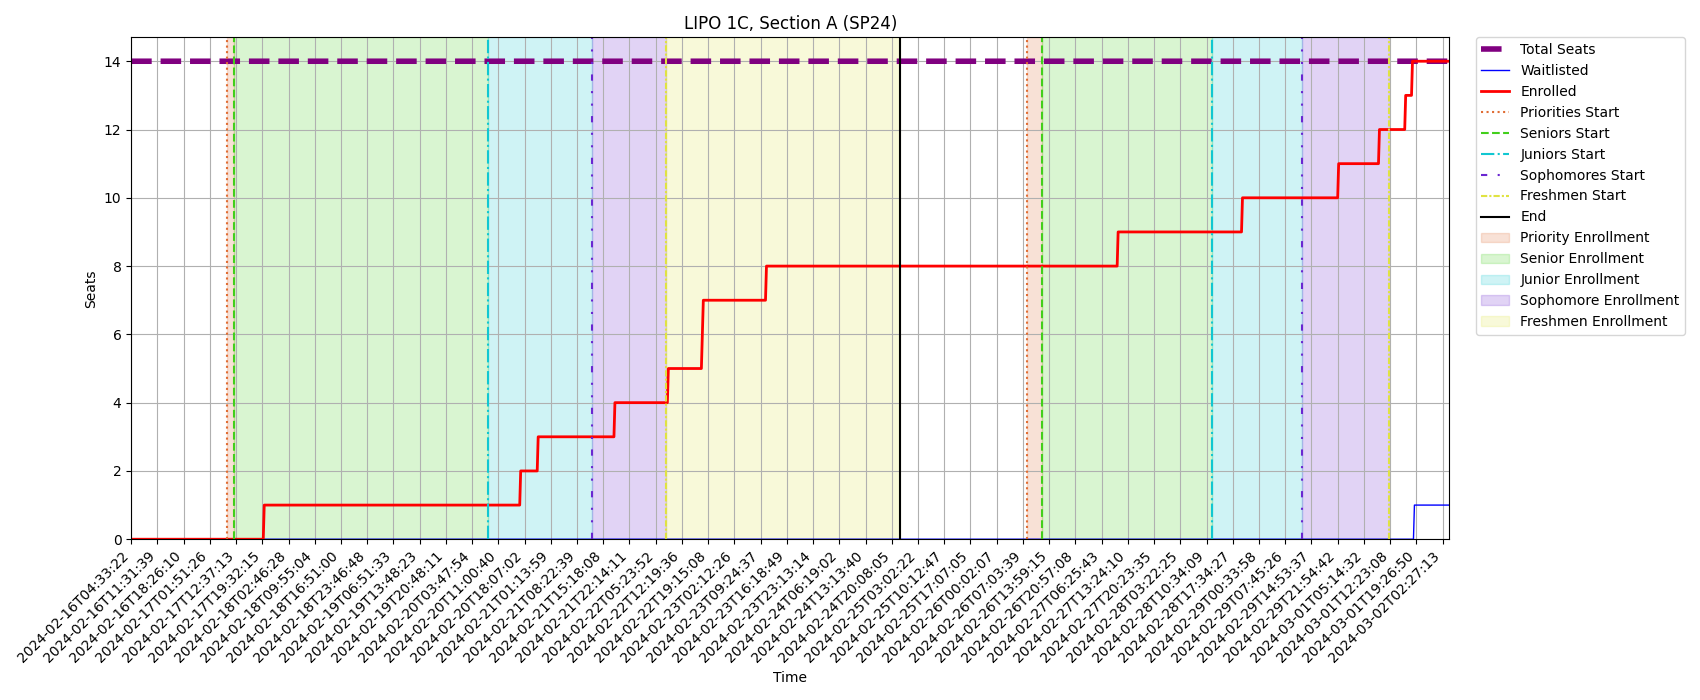 LIPO 1C, Section A (SP24)
Total Seats
Waitlisted
Enrolled
Priorities Start
Seniors Start
Juniors Start
Sophomores Start
Freshmen Start
End
Priority Enrollment
Senior Enrollment
Junior Enrollment
Sophomore Enrollment
Freshmen Enrollment
Seats
14
12
10
8
6
4
2
0
2024-02-16T04:33:22
2024-02-16T11:31:39
2024-02-16T18:26:10
2024-02-17T01:51:26
2024-02-17T12:37:13
2024-02-17T19:32:15
2024-02-18T02:46:28
2024-02-18T09:55:04
2024-02-18T16:51:00
2024-02-18T23:46:48
2024-02-19T06:51:33
2024-02-19T13:48:23
2024-02-19T20:48:11
2024-02-20T03:47:54
2024-02-20T11:00:40
2024-02-20T18:07:02
2024-02-21T01:13:59
2024-02-21T08:22:39
2024-02-21T15:18:08
2024-02-21T22:14:11
2024-02-22T05:23:52
2024-02-22T12:19:36
2024-02-22T19:15:08
2024-02-23T02:12:26
2024-02-23T09:24:37
2024-02-23T16:18:49
2024-02-23T23:13:14
2024-02-24T06:19:02
2024-02-24T13:13:40
2024-02-24T20:08:05
2024-02-25T03:02:22
2024-02-25T10:12:47
2024-02-25T17:07:05
2024-02-26T00:02:07
2024-02-26T07:03:39
2024-02-26T13:59:15
2024-02-26T20:57:08
2024-02-27T06:25:43
2024-02-27T13:24:10
2024-02-27T20:23:35
2024-02-28T03:22:25
2024-02-28T10:34:09
2024-02-28T17:34:27
2024-02-29T00:33:58
2024-02-29T07:45:26
2024-02-29T14:53:37
2024-02-29T21:54:42
2024-03-01T05:14:32
2024-03-01T12:23:08
2024-03-01T19:26:50
2024-03-02T02:27:13
Time